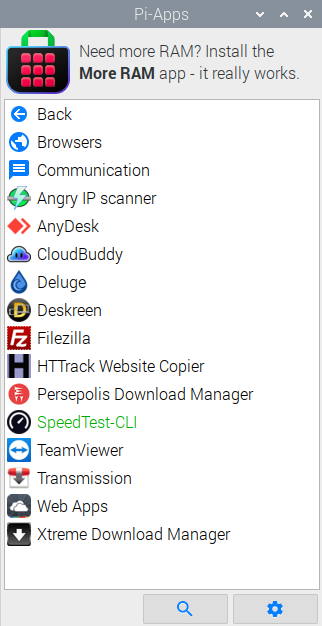 Pi-Apps
Need more RAM? Install the
More RAM app - it really works.
Back
Browsers
Communication
Angry IP scanner
AnyDesk
CloudBuddy
Deluge
Deskreen
Filezilla
HTTrack Website Copier
Persepolis Download Manager
SpeedTest-CLI
TeamViewer
Transmission
Web Apps
Xtreme Download Manager